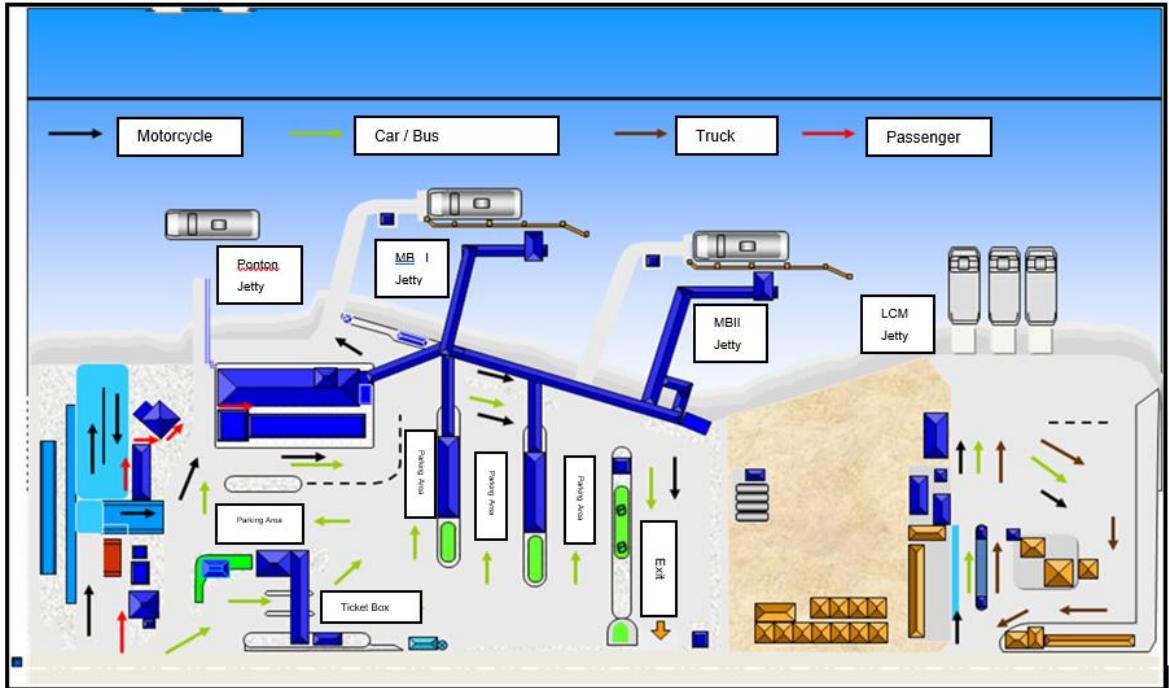 Motorcycle
Car / Bus
Truck
Passenger
Ponton
Jetty
MB I
Jetty
MBII
Jetty
LCM
Jetty
Parking Area
Parking Area
Parking Area
Parking Area
Ticket Box
Exit